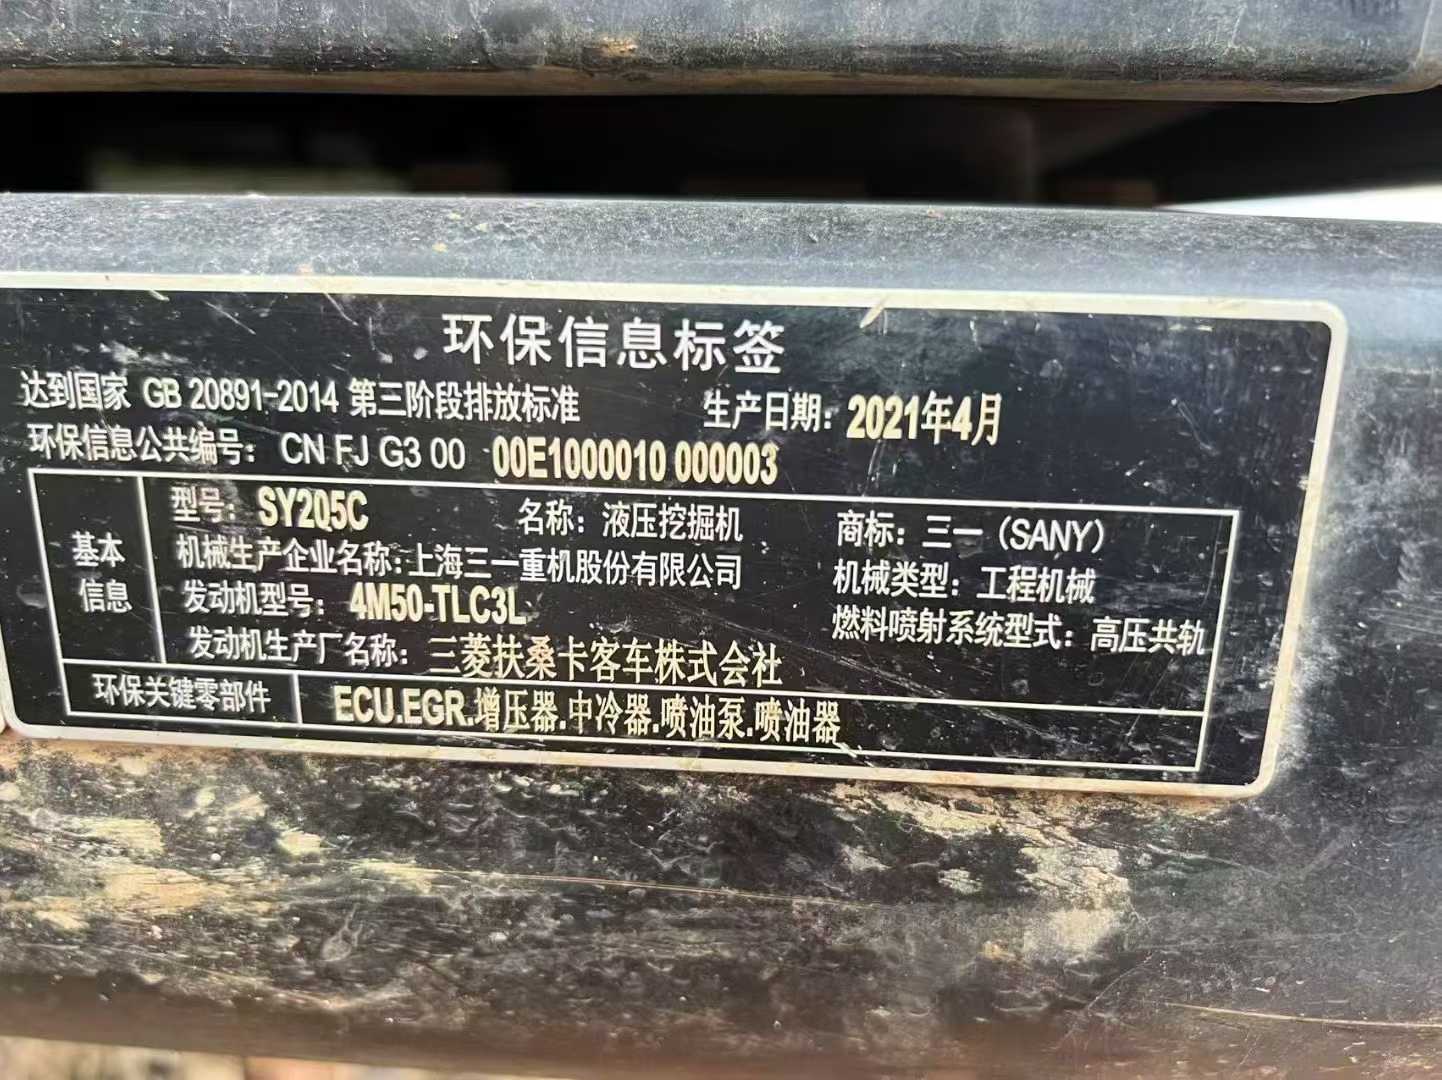 环保信息标签
达到国家 GB 20891-2014 第三阶段排放标准 生产日期: 2021年4月
环保信息公共编号: CN FJ G3 00 00E1000010 000003
基本信息
型号: SY205C 名称: 液压挖掘机 商标: 三一 (SANY)
机械生产企业名称: 上海三一重机股份有限公司 机械类型: 工程机械
发动机型号: 4M50-TLC3L 燃料喷射系统型式: 高压共轨
发动机生产厂名称: 三菱扶桑卡客车株式会社
环保关键零部件 ECU.EGR.增压器.中冷器.喷油泵.喷油器